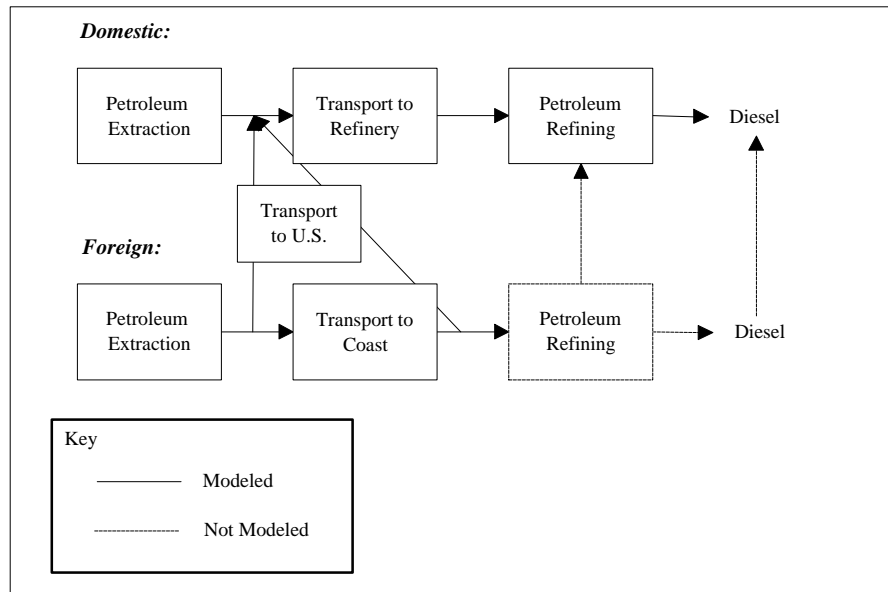 Domestic:
Petroleum
Extraction
Transport to
Refinery
Petroleum
Refining
Diesel
Transport
to U.S.
Foreign:
Petroleum
Extraction
Transport to
Coast
Petroleum
Refining
Diesel
Key
Modeled
Not Modeled